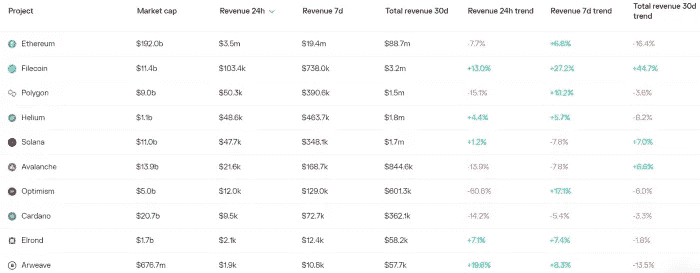 Project Market cap Revenue 24h Revenue 7d Total revenue 30d Revenue 24h trend Revenue 7d trend Total revenue 30d trend
Ethereum $192.0b $3.5m $19.4m $88.7m -7.7% +6.6% -16.4%
Filecoin $11.4b $103.4k $738.0k $3.2m +13.0% +27.2% +44.7%
Polygon $9.0b $50.3k $390.6k $1.5m -15.1% +10.2% -3.6%
Helium $1.1b $48.6k $463.7k $1.8m +4.4% +5.7% -8.2%
Solana $11.0b $47.7k $348.1k $1.7m +1.2% -7.8% +7.0%
Avalanche $13.9b $21.6k $168.7k $844.6k -13.9% -7.8% +6.8%
Optimism $5.0b $12.0k $129.0k $601.3k -60.8% +17.1% -8.0%
Cardano $20.7b $9.5k $72.7k $362.1k -14.2% -5.4% -3.3%
Elrond $1.7b $2.1k $12.4k $58.2k +7.1% +7.4% -1.8%
Arweave $676.7m $1.9k $10.8k $57.7k +19.8% +8.3% -13.5%